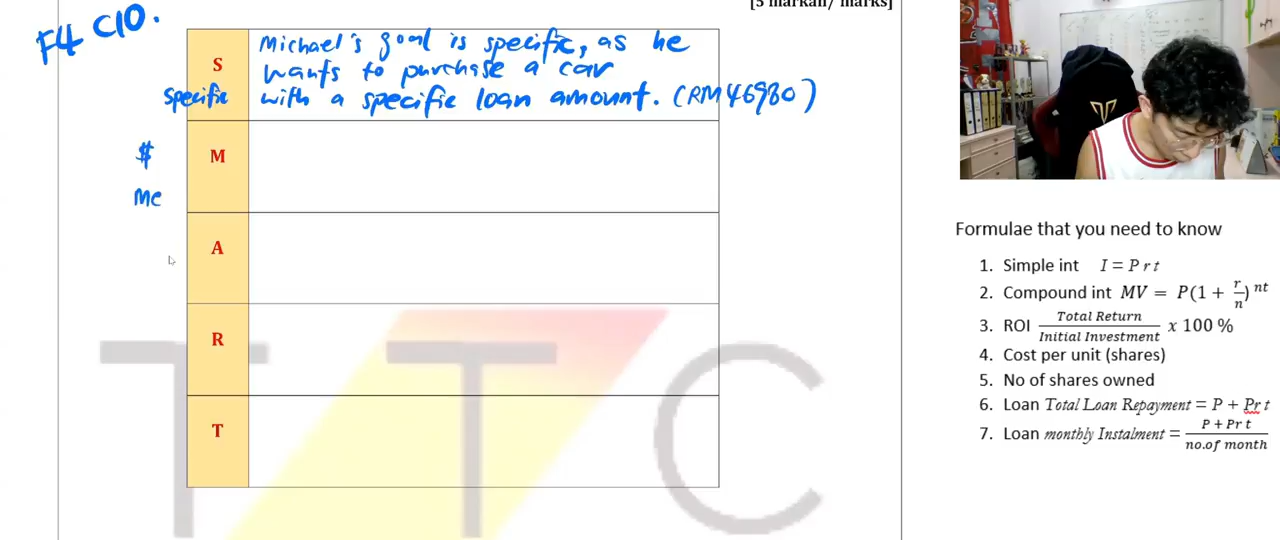 [5 markah/ marks]
F4 C10.
S
Specific
Michael's goal is specific, as he
wants to purchase a car
with a specific loan amount. (RM46980)
$
Me
M
A
R
T
TTC
Formulae that you need to know
1. Simple int I = P r t
2. Compound int MV = P(1 + r/n)^nt
3. ROI Total Return/Initial Investment x 100 %
4. Cost per unit (shares)
5. No of shares owned
6. Loan Total Loan Repayment = P + Pr t
7. Loan monthly Instalment = P + Pr t/no.of month